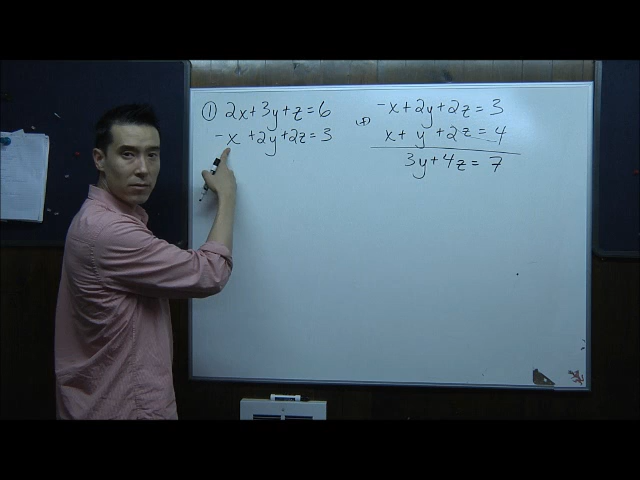 ① 2x+3y+z=6
-x+2y+2z=3
-x+2y+2z=3
(+) x+y+2z=4
3y+4z=7